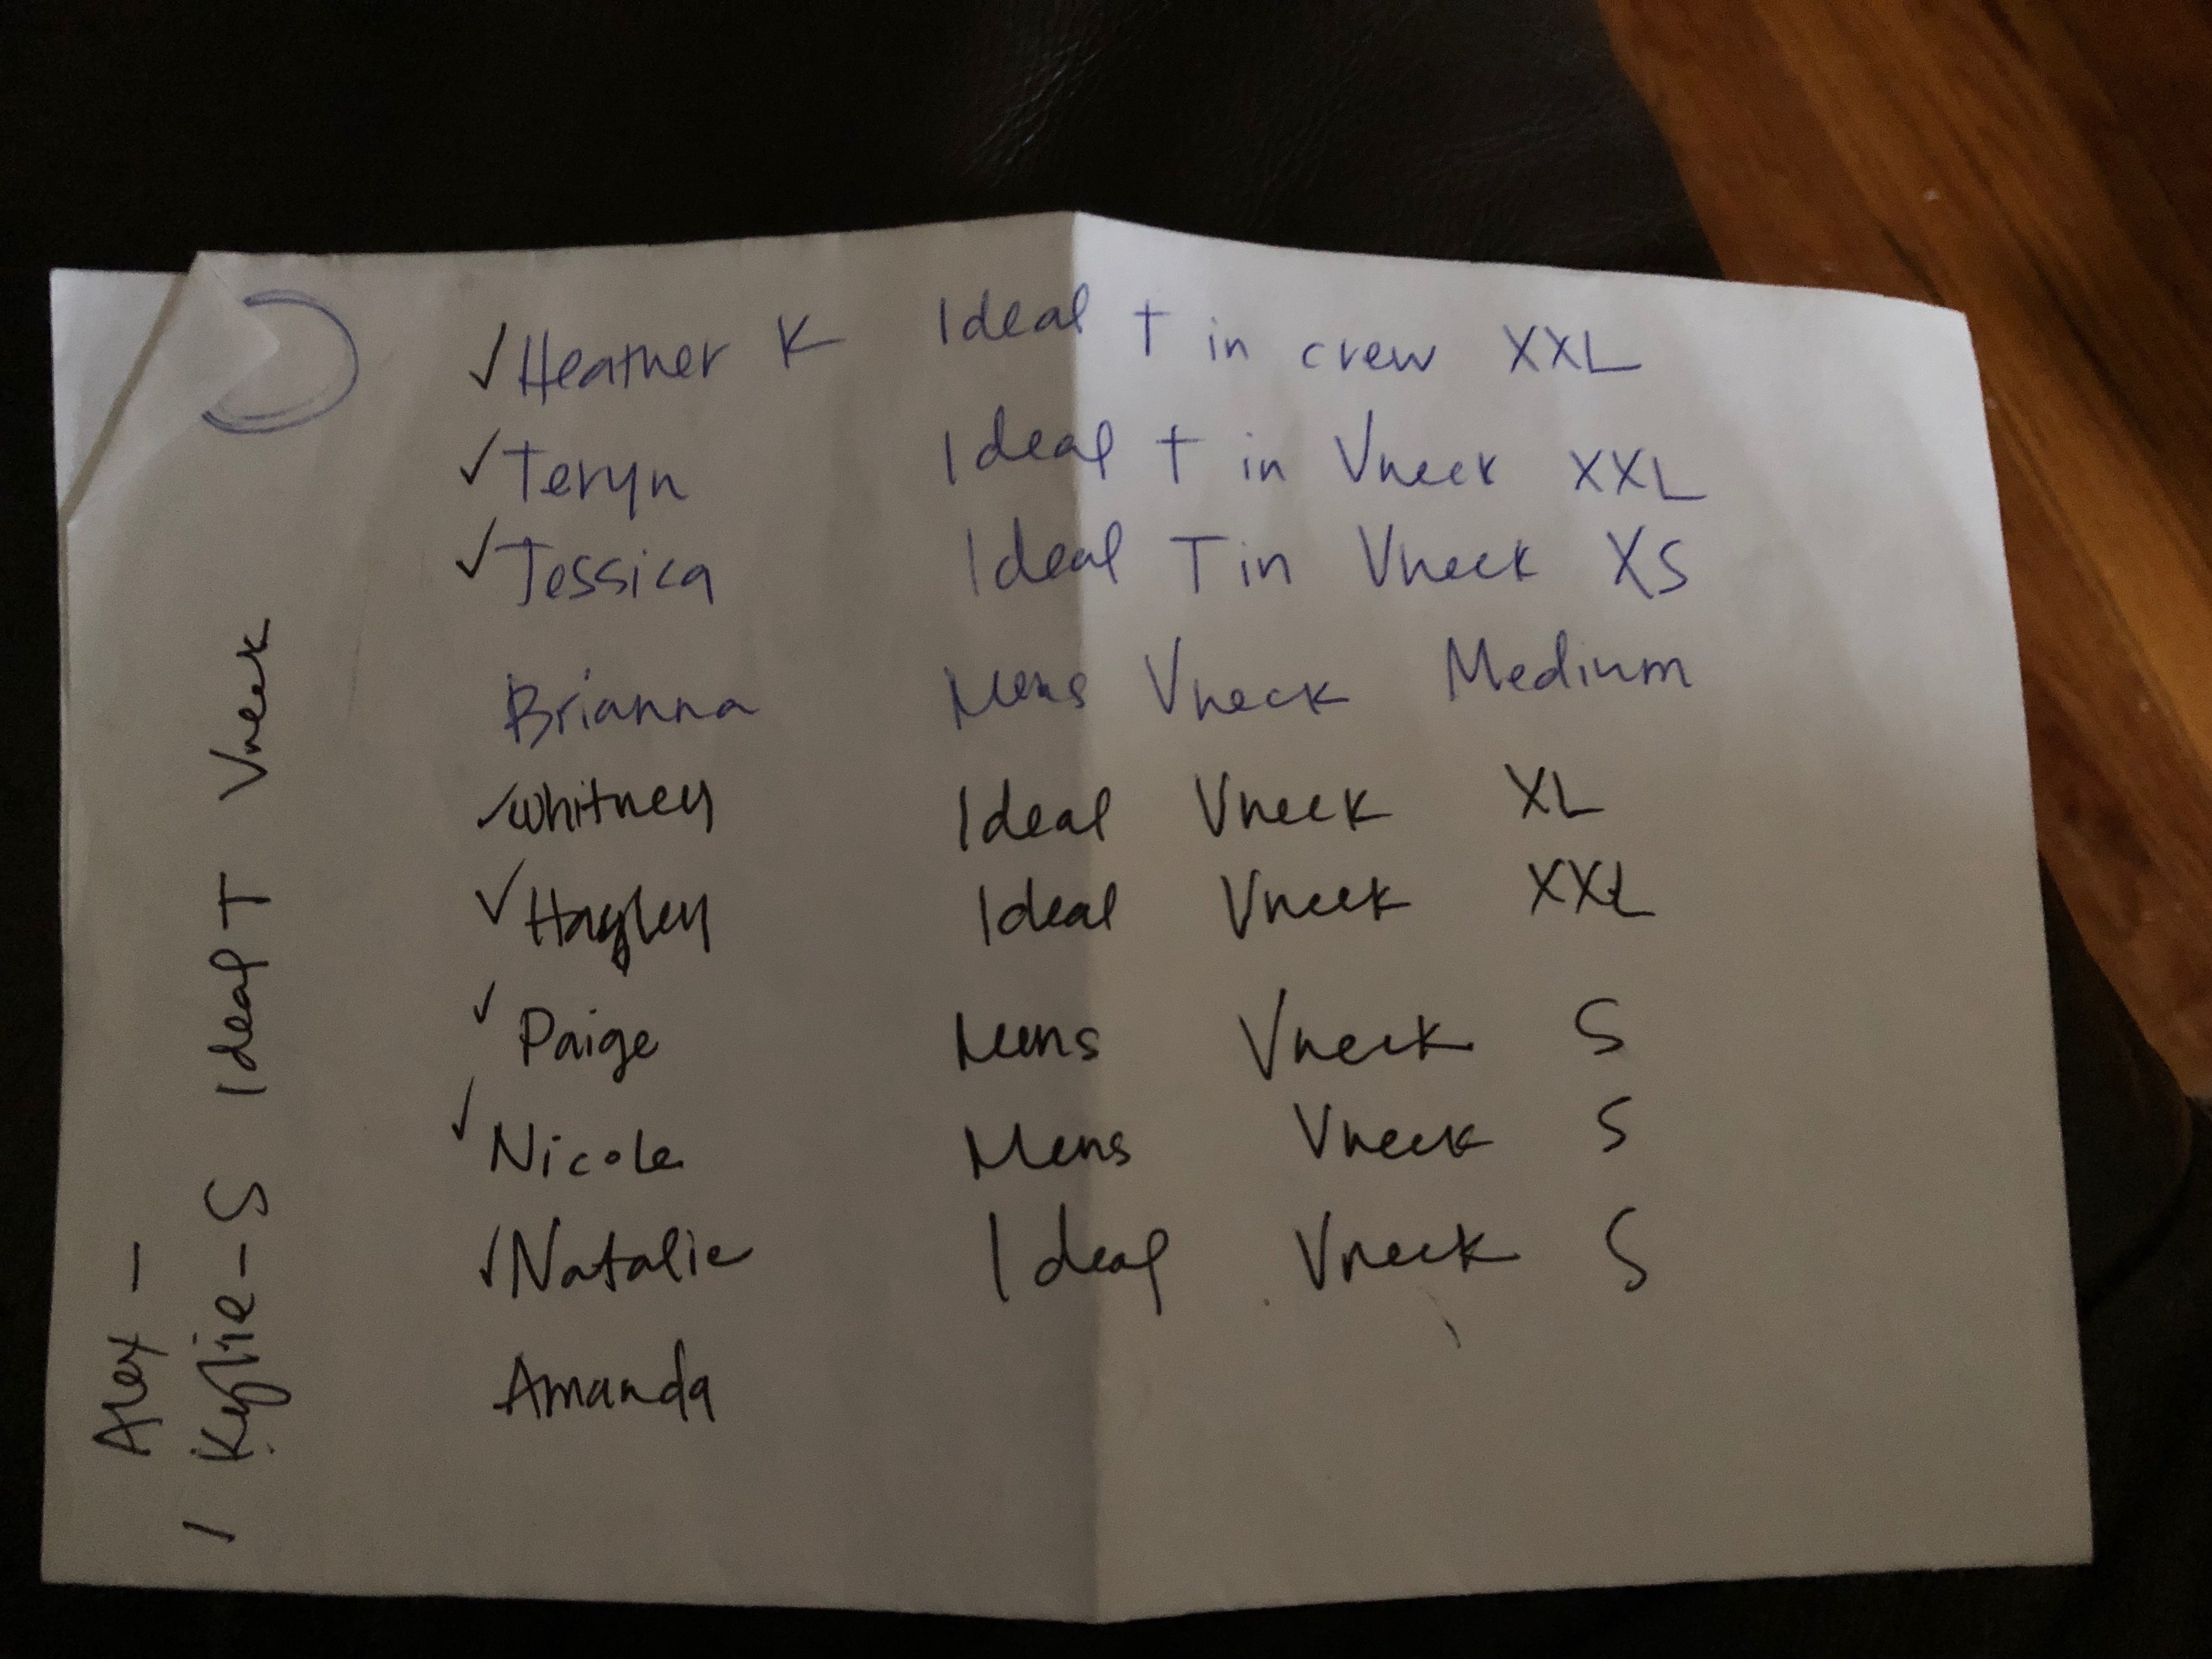 ✓ Heather K Ideal t in crew XXL
✓ Teryn Ideal t in Vneck XXL
✓ Jessica Ideal T in Vneck XS
Brianna Mens Vneck Medium
✓ Whitney Ideal Vneck XL
✓ Hagley Ideal Vneck XXL
✓ Paige Mens Vneck S
✓ Nicole Mens Vneck S
✓ Natalie Ideal Vneck S
Amanda
Alex -
/ Kylie - S Ideal T Vneck